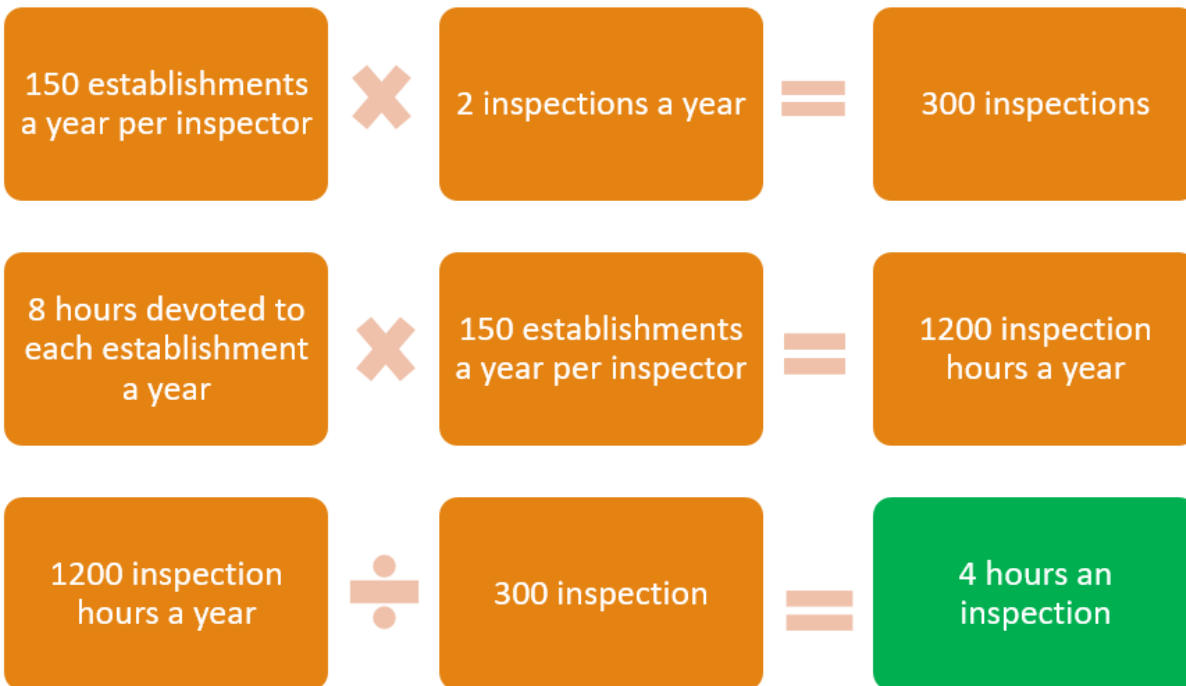 150 establishments
a year per inspector
2 inspections a year
300 inspections
8 hours devoted to
each establishment
a year
150 establishments
a year per inspector
1200 inspection
hours a year
1200 inspection
hours a year
300 inspection
4 hours an
inspection